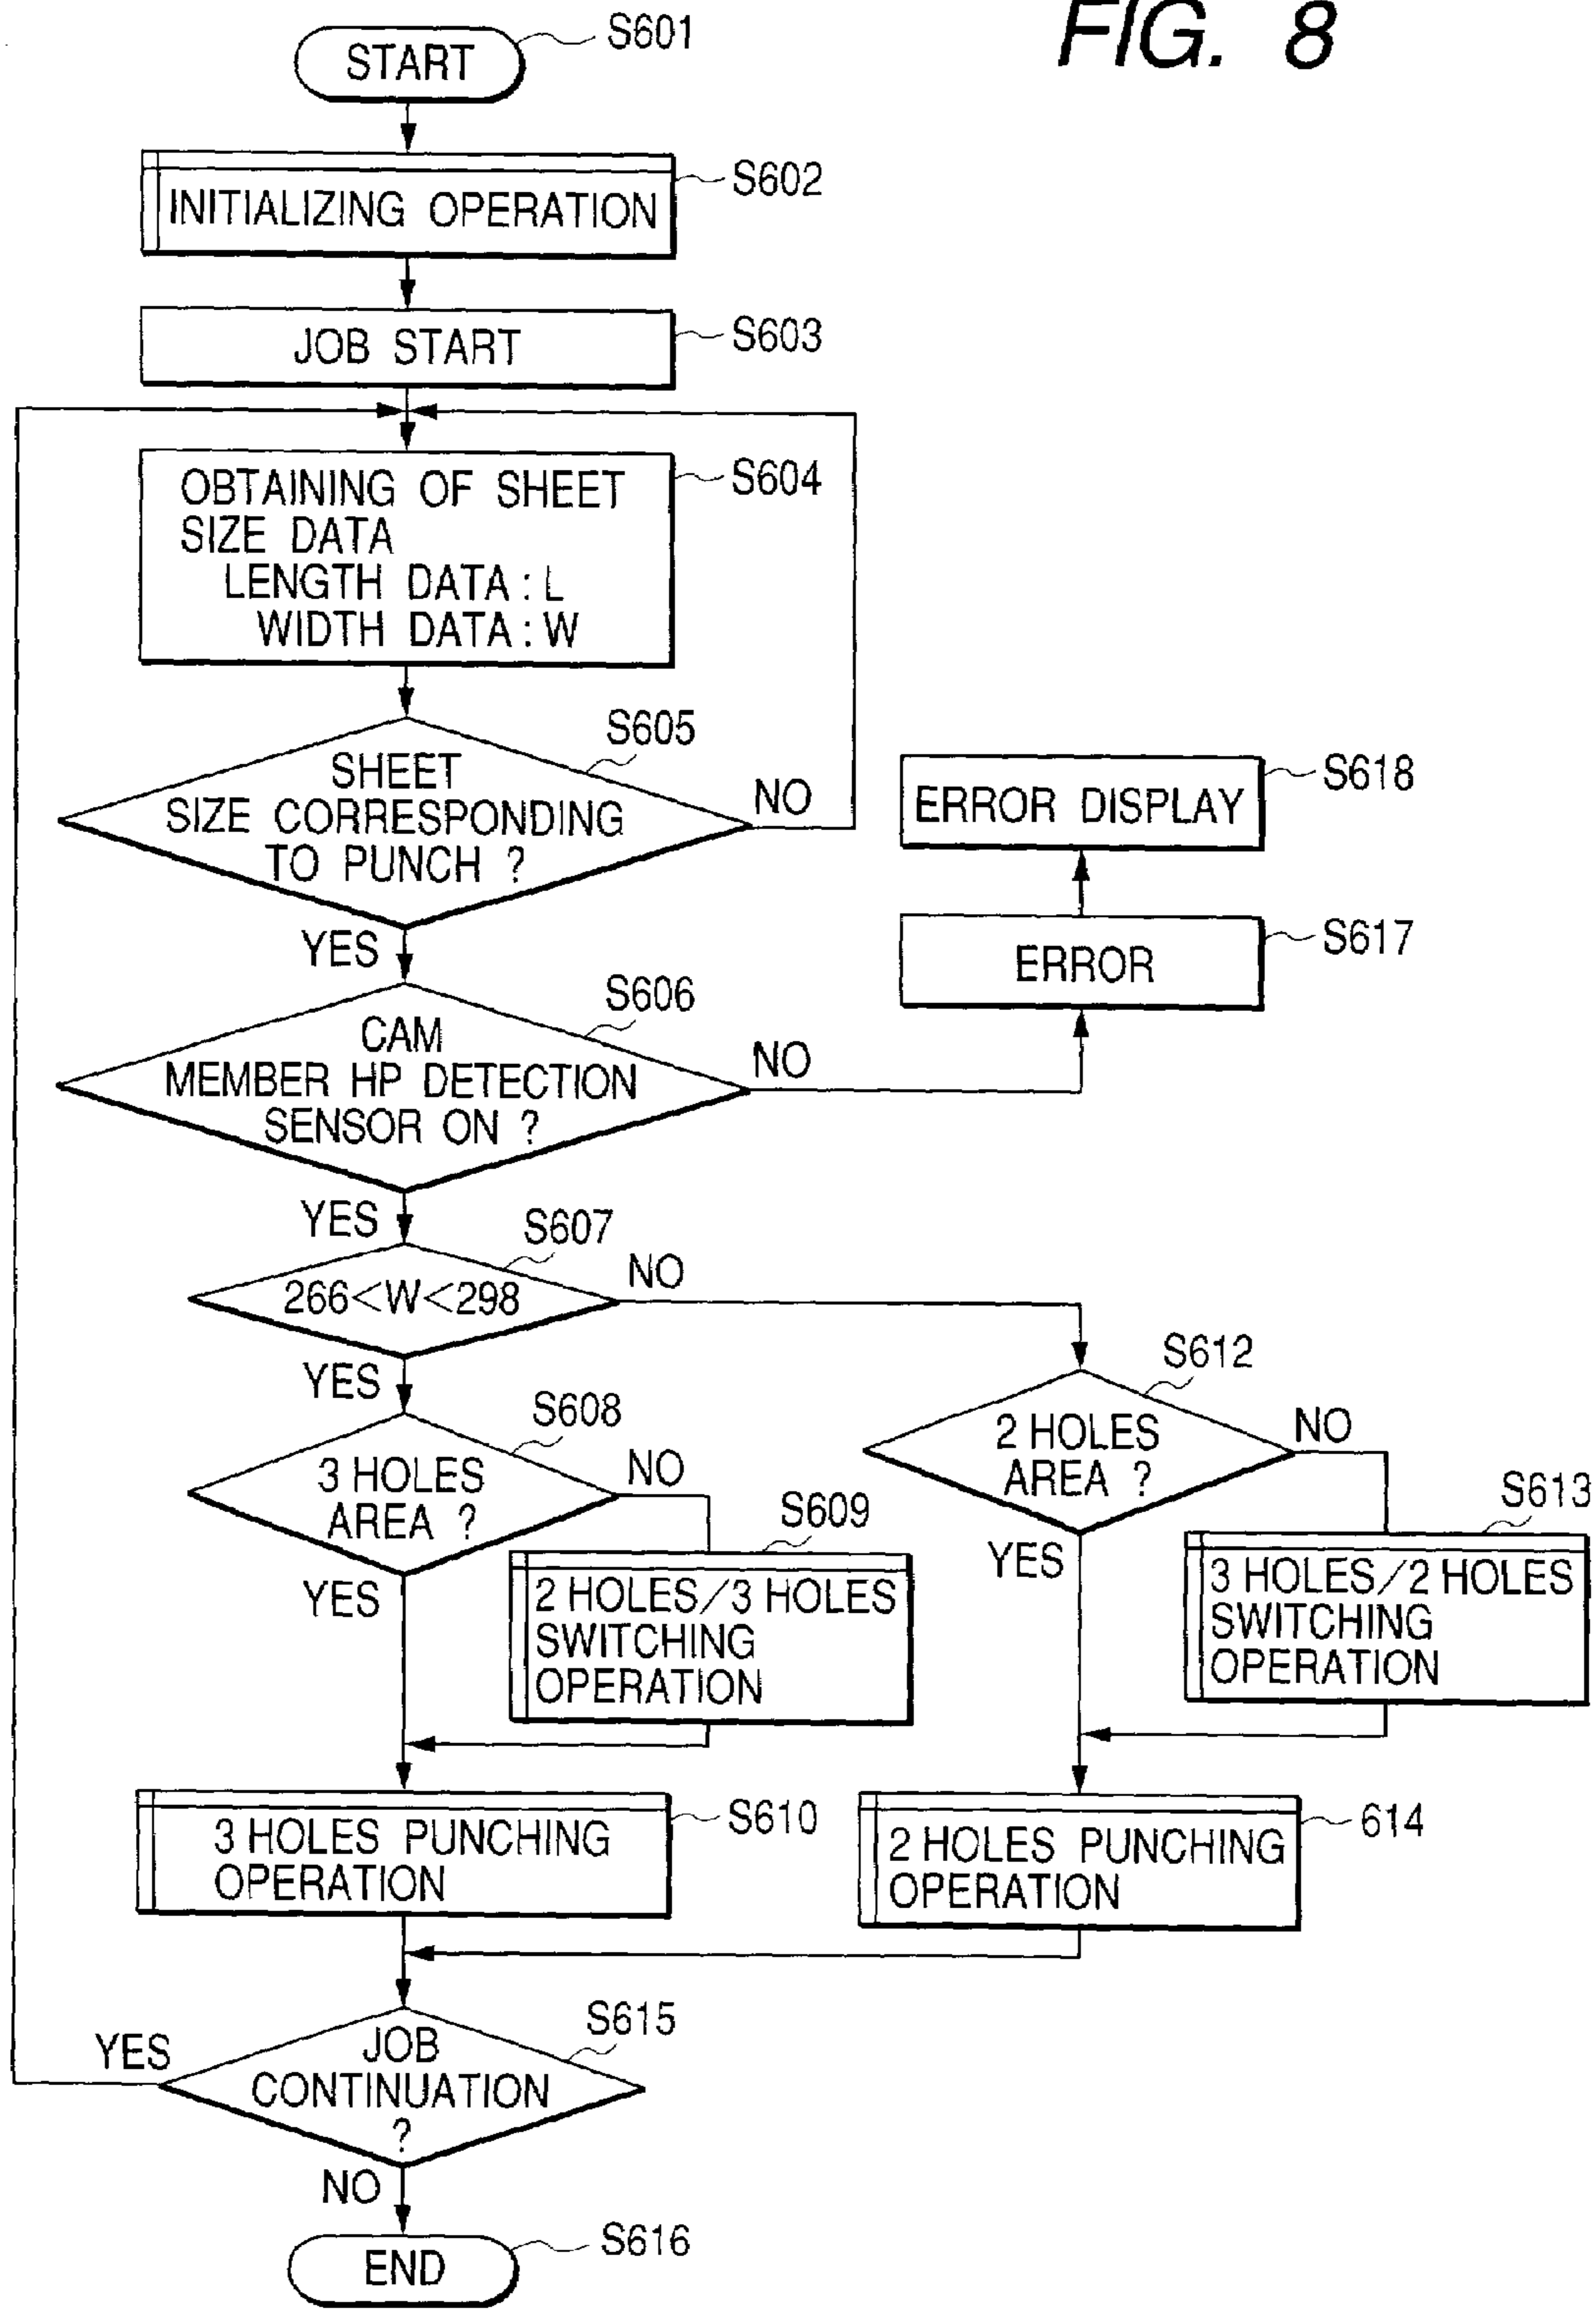 FIG. 8
START
S601
INITIALIZING OPERATION
S602
JOB START
S603
OBTAINING OF SHEET
SIZE DATA
LENGTH DATA : L
WIDTH DATA : W
S604
S605
SHEET
SIZE CORRESPONDING
TO PUNCH ?
NO
YES
ERROR DISPLAY
S618
ERROR
S617
S606
CAM
MEMBER HP DETECTION
SENSOR ON ?
NO
YES
S607
266<W<298
NO
YES
S608
3 HOLES
AREA ?
NO
YES
S609
2 HOLES/3 HOLES
SWITCHING
OPERATION
S612
2 HOLES
AREA ?
NO
YES
S613
3 HOLES/2 HOLES
SWITCHING
OPERATION
3 HOLES PUNCHING
OPERATION
S610
2 HOLES PUNCHING
OPERATION
614
S615
JOB
CONTINUATION
?
YES
NO
END
S616